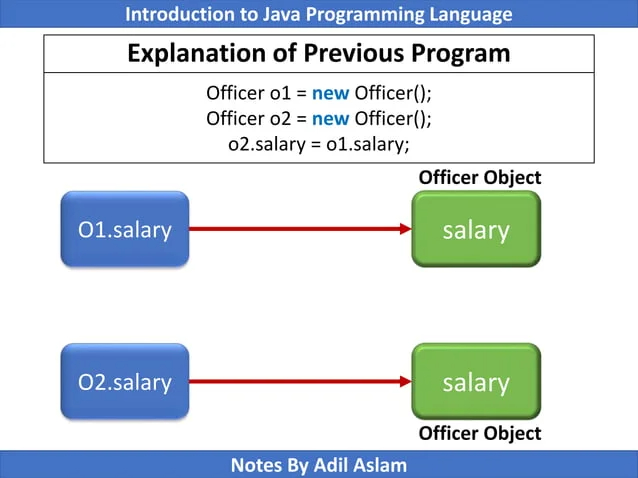 Introduction to Java Programming Language
Explanation of Previous Program
Officer o1 = new Officer();
Officer o2 = new Officer();
o2.salary = o1.salary;
Officer Object
O1.salary
salary
O2.salary
salary
Officer Object
Notes By Adil Aslam